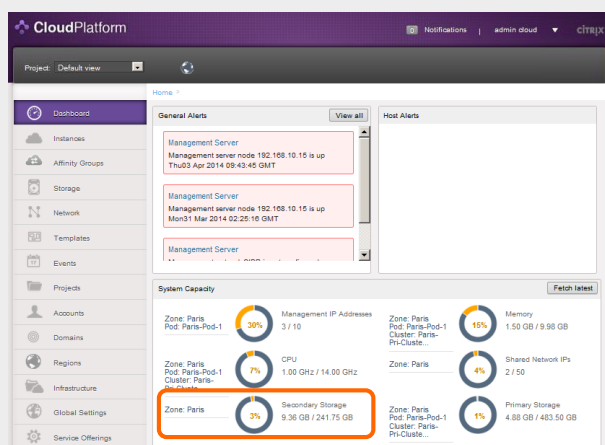 CloudPlatform
0 Notifications | admin cloud CITRIX
Project: Default view
Home
Dashboard
Instances
Affinity Groups
Storage
Network
Templates
Events
Projects
Accounts
Domains
Regions
Infrastructure
Global Settings
Service Offerings
General Alerts
View all
Management Server
Management server node 192.168.10.15 is up
Thu03 Apr 2014 09:43:45 GMT
Management Server
Management server node 192.168.10.15 is up
Mon31 Mar 2014 02:25:16 GMT
Management Server
Host Alerts
System Capacity
Fetch latest
Zone: Paris
Pod: Paris-Pod-1
30%
Management IP Addresses
3 / 10
Zone: Paris
Pod: Paris-Pod-1
Cluster: Paris-
Pri-Cluste...
15%
Memory
1.50 GB / 9.98 GB
Zone: Paris
Pod: Paris-Pod-1
Cluster: Paris-
Pri-Cluste...
7%
CPU
1.00 GHz / 14.00 GHz
Zone: Paris
4%
Shared Network IPs
2 / 50
Zone: Paris
3%
Secondary Storage
9.36 GB / 241.75 GB
Zone: Paris
Pod: Paris-Pod-1
Cluster: Paris-
Pri-Cluste...
1%
Primary Storage
4.88 GB / 483.50 GB